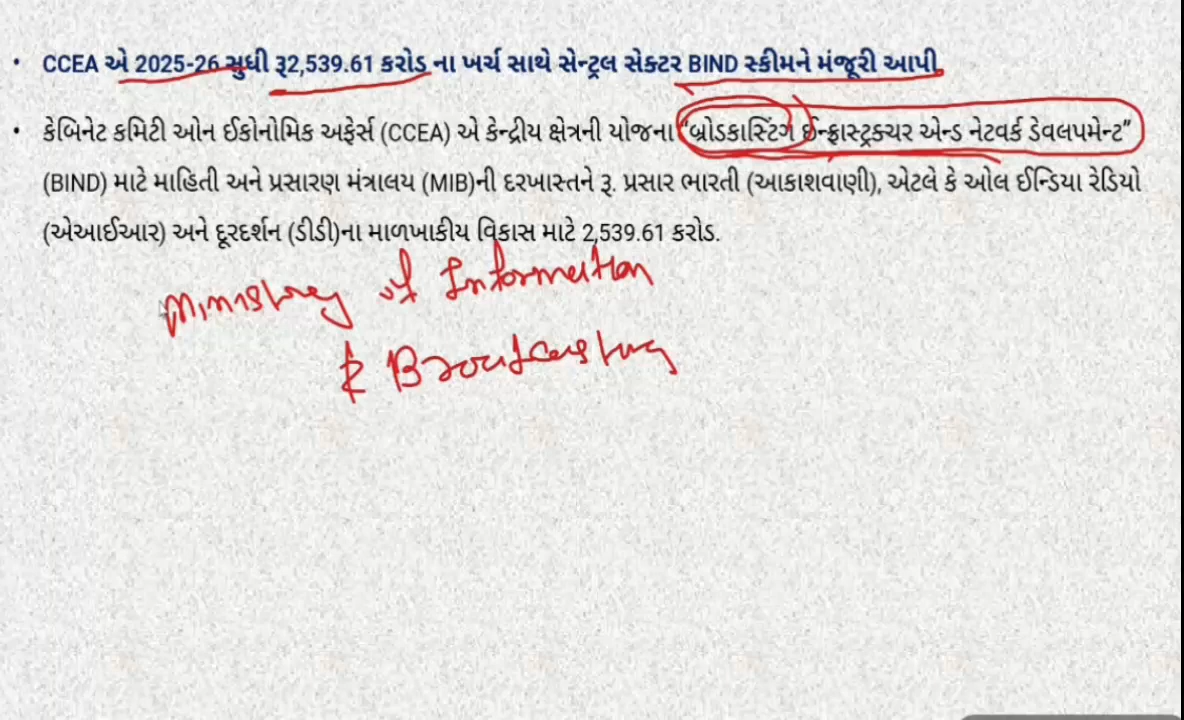 • CCEA એ 2025-26 સુધી રૂ2,539.61 કરોડ ના ખર્ચ સાથે સેન્ટ્રલ સેક્ટર BIND સ્કીમને મંજૂરી આપી
• કેબિનેટ કમિટી ઓન ઈકોનોમિક અફેર્સ (CCEA) એ કેન્દ્રીય ક્ષેત્રની યોજના “બ્રોડકાસ્ટિંગ ઈન્ફ્રાસ્ટ્રક્ચર એન્ડ નેટવર્ક ડેવલપમેન્ટ”
(BIND) માટે માહિતી અને પ્રસારણ મંત્રાલય (MIB)ની દરખાસ્તને રૂ. પ્રસાર ભારતી (આકાશવાણી), એટલે કે ઓલ ઈન્ડિયા રેડિયો
(એઆઈઆર) અને દૂરદર્શન (ડીડી)ના માળખાકીય વિકાસ માટે 2,539.61 કરોડ.
Ministry of Information
& Broadcasting